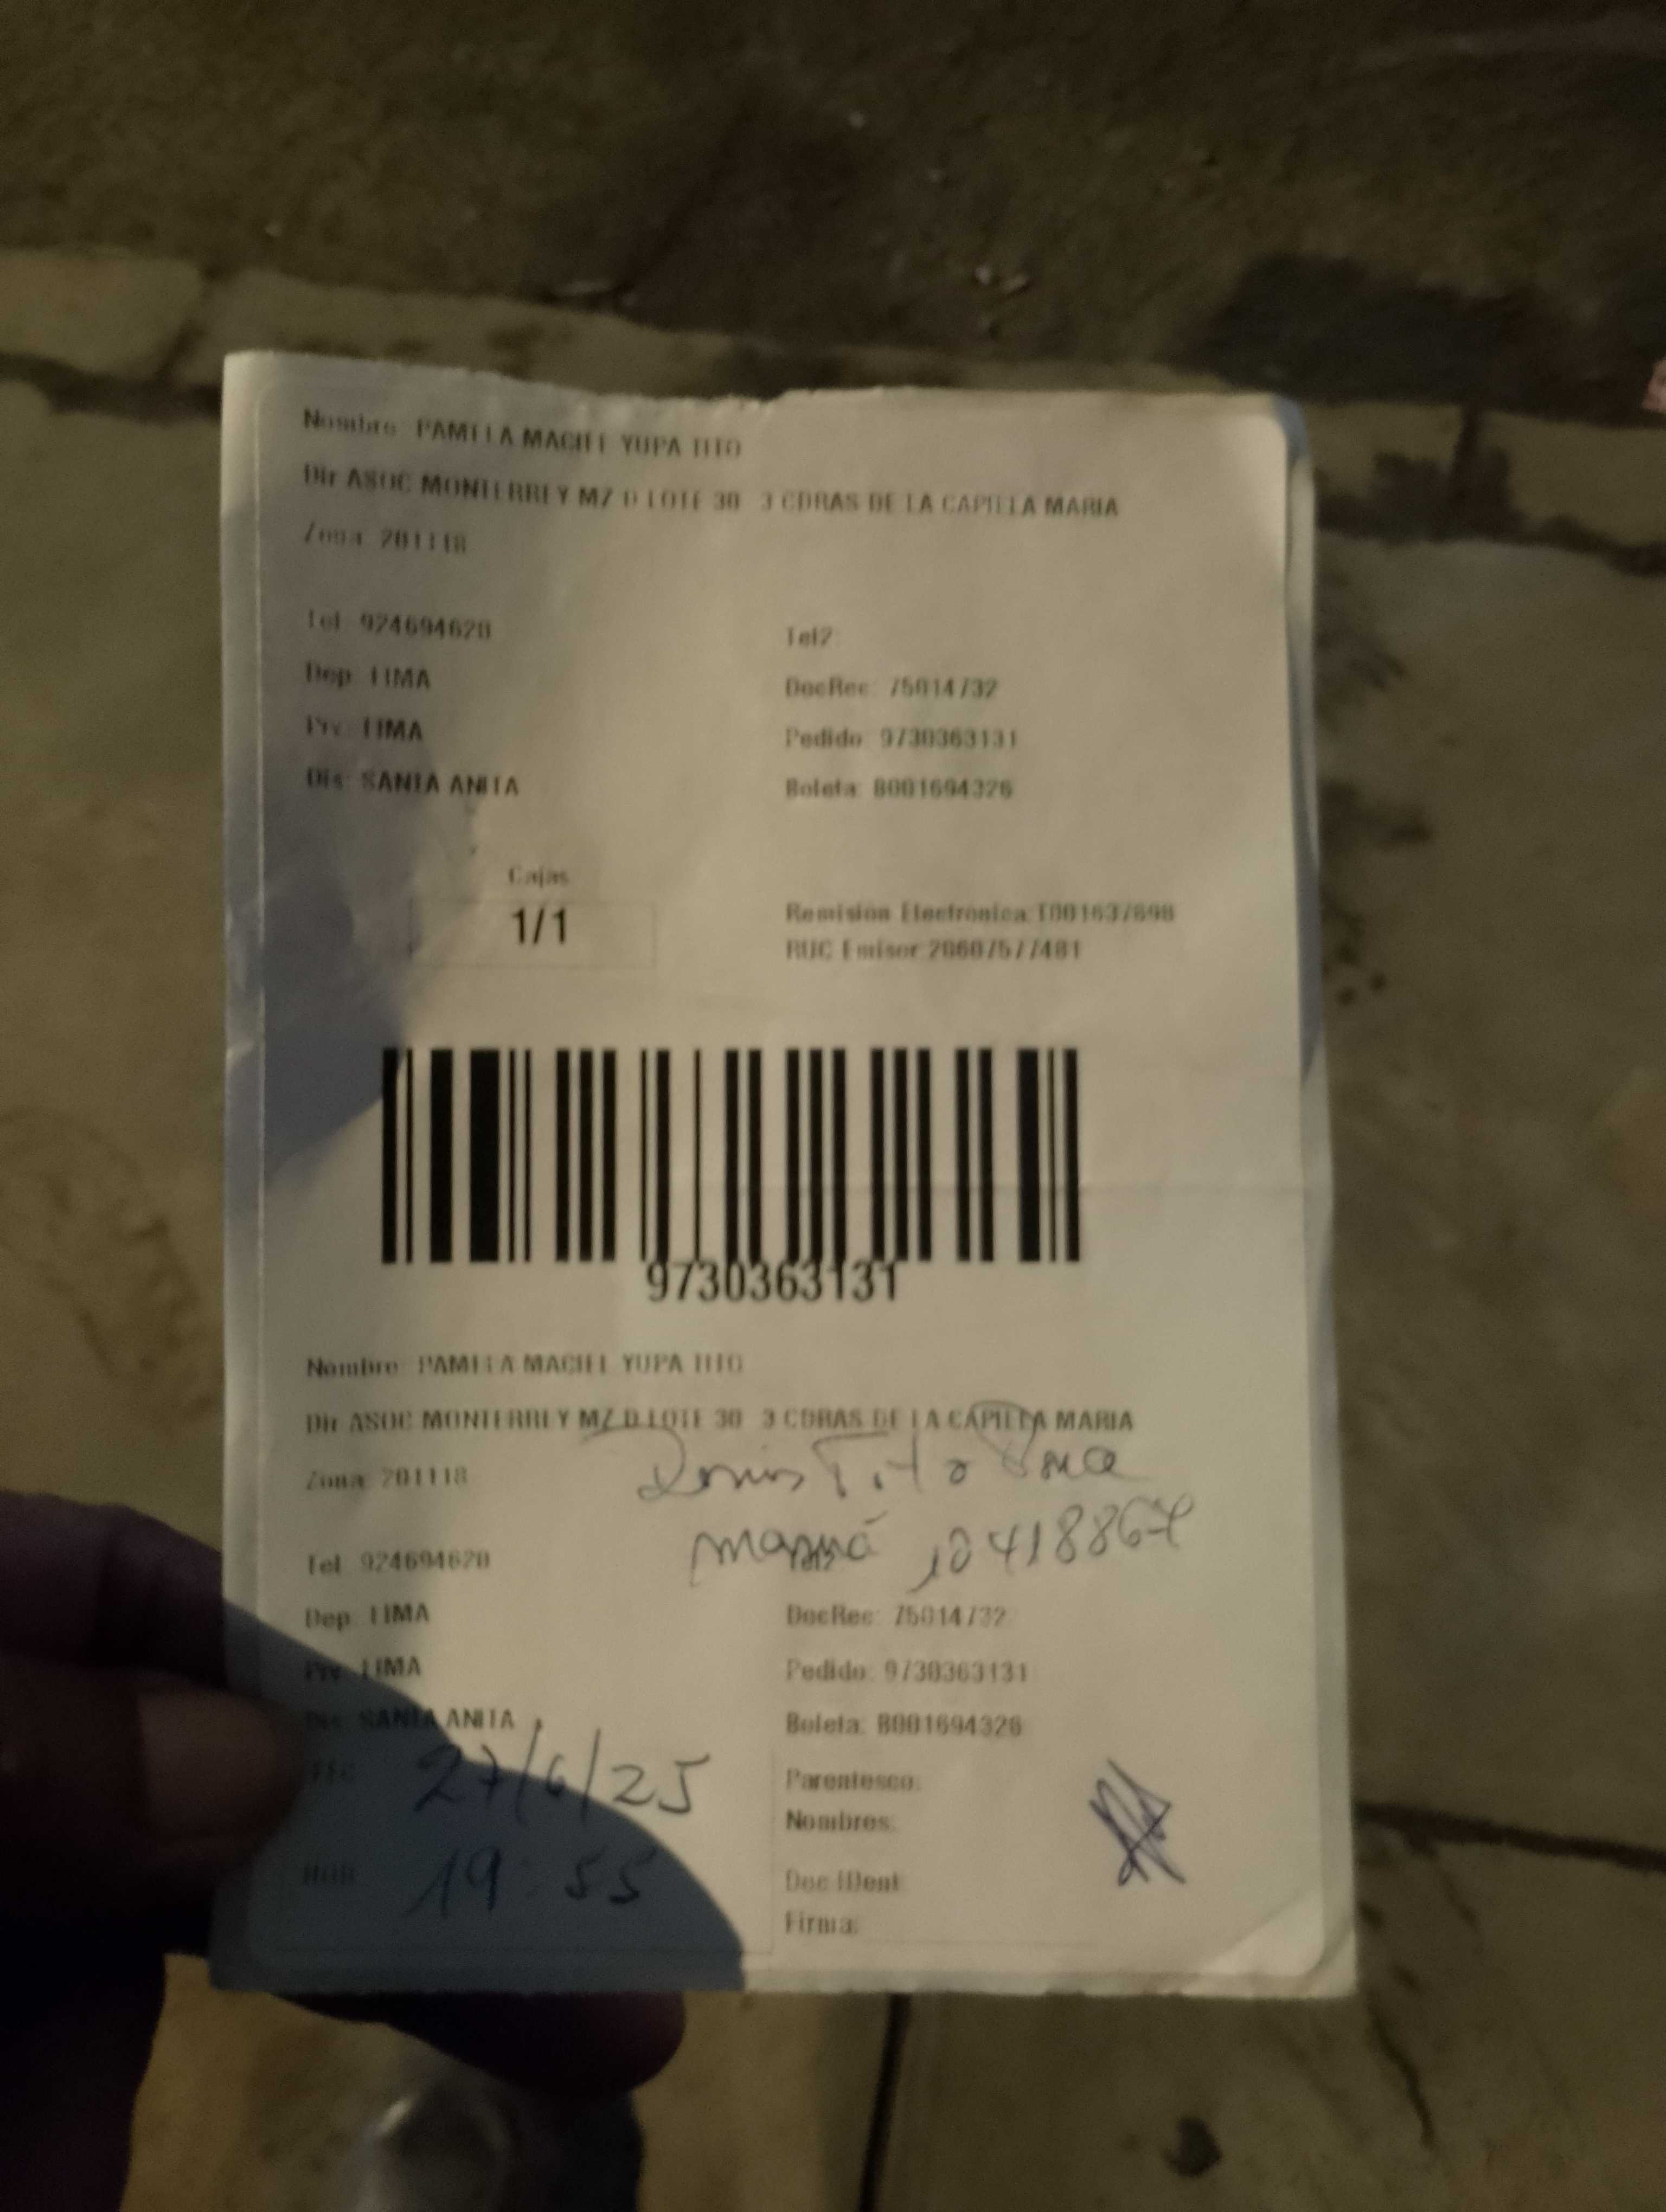 Nombre: PAMELA MACIEL YUPA TITO
Dir ASOC MONTERREY MZ D LOTE 30 3 CDRAS DE LA CAPILLA MARIA
Zona: 201118
Tel: 924694620
Tel2:
Dep: LIMA
DocRec: 75014732
Prv: LIMA
Pedido: 9730363131
Dis: SANTA ANITA
Boleta: B001694326
Cajas
1/1
Remision Electronica:T001637698
RUC Emisor:20607577481
9730363131
Nombre: PAMELA MACIEL YUPA TITO
Dir ASOC MONTERREY MZ D LOTE 30 3 CDRAS DE LA CAPILLA MARIA
Tito
Zona: 201118
mamá
Tel: 924694620
Tel2:
Dep: LIMA
DocRec: 75014732
Prv: LIMA
Pedido: 9730363131
Dis: SANTA ANITA
Boleta: B001694326
FEC 27/6/25
Parentesco:
Nombres:
HOR 19:55
Doc IDent:
Firma: